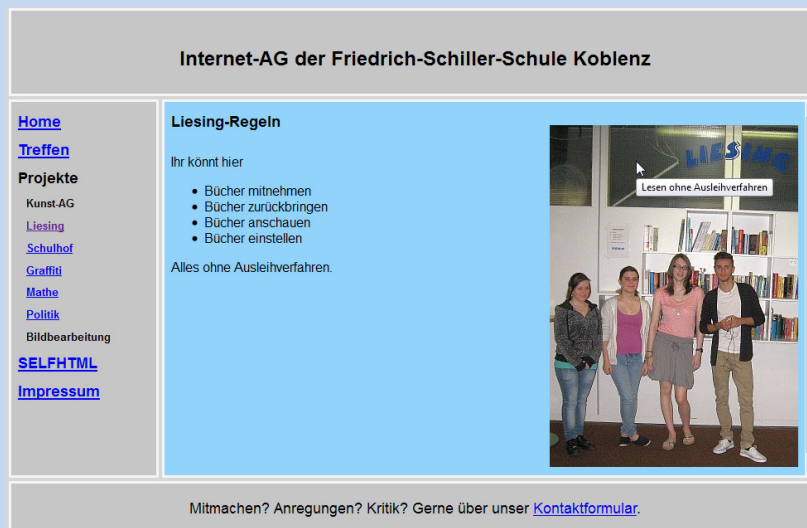 Internet-AG der Friedrich-Schiller-Schule Koblenz
Home
Treffen
Projekte
Kunst-AG
Liesing
Schulhof
Graffiti
Mathe
Politik
Bildbearbeitung
SELFHTML
Impressum
Liesing-Regeln
Ihr könnt hier
• Bücher mitnehmen
• Bücher zurückbringen
• Bücher anschauen
• Bücher einstellen
Alles ohne Ausleihverfahren.
LIESING
Lesen ohne Ausleihverfahren
Mitmachen? Anregungen? Kritik? Gerne über unser Kontaktformular.